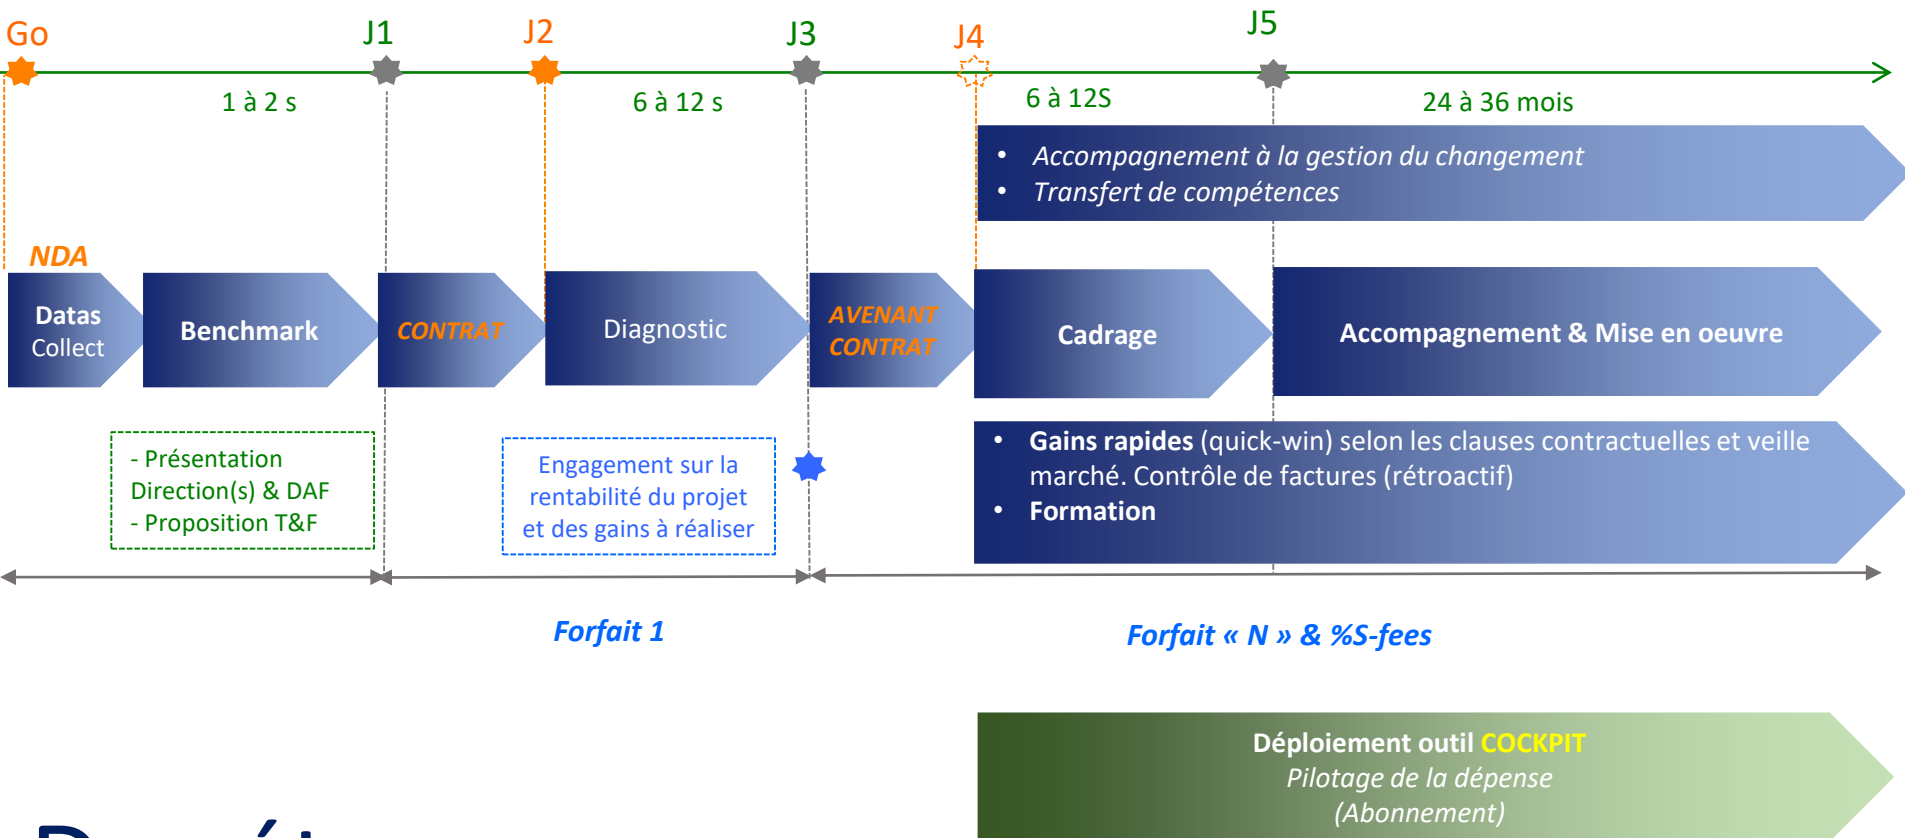 Go
J1
J2
J3
J4
J5
1 à 2 s
6 à 12 s
6 à 12S
24 à 36 mois
• Accompagnement à la gestion du changement
• Transfert de compétences
NDA
Datas
Collect
Benchmark
CONTRAT
Diagnostic
AVENANT
CONTRAT
Cadrage
Accompagnement & Mise en oeuvre
- Présentation
Direction(s) & DAF
- Proposition T&F
Engagement sur la
rentabilité du projet
et des gains à réaliser
• Gains rapides (quick-win) selon les clauses contractuelles et veille
marché. Contrôle de factures (rétroactif)
• Formation
Forfait 1
Forfait « N » & %S-fees
Déploiement outil COCKPIT
Pilotage de la dépense
(Abonnement)